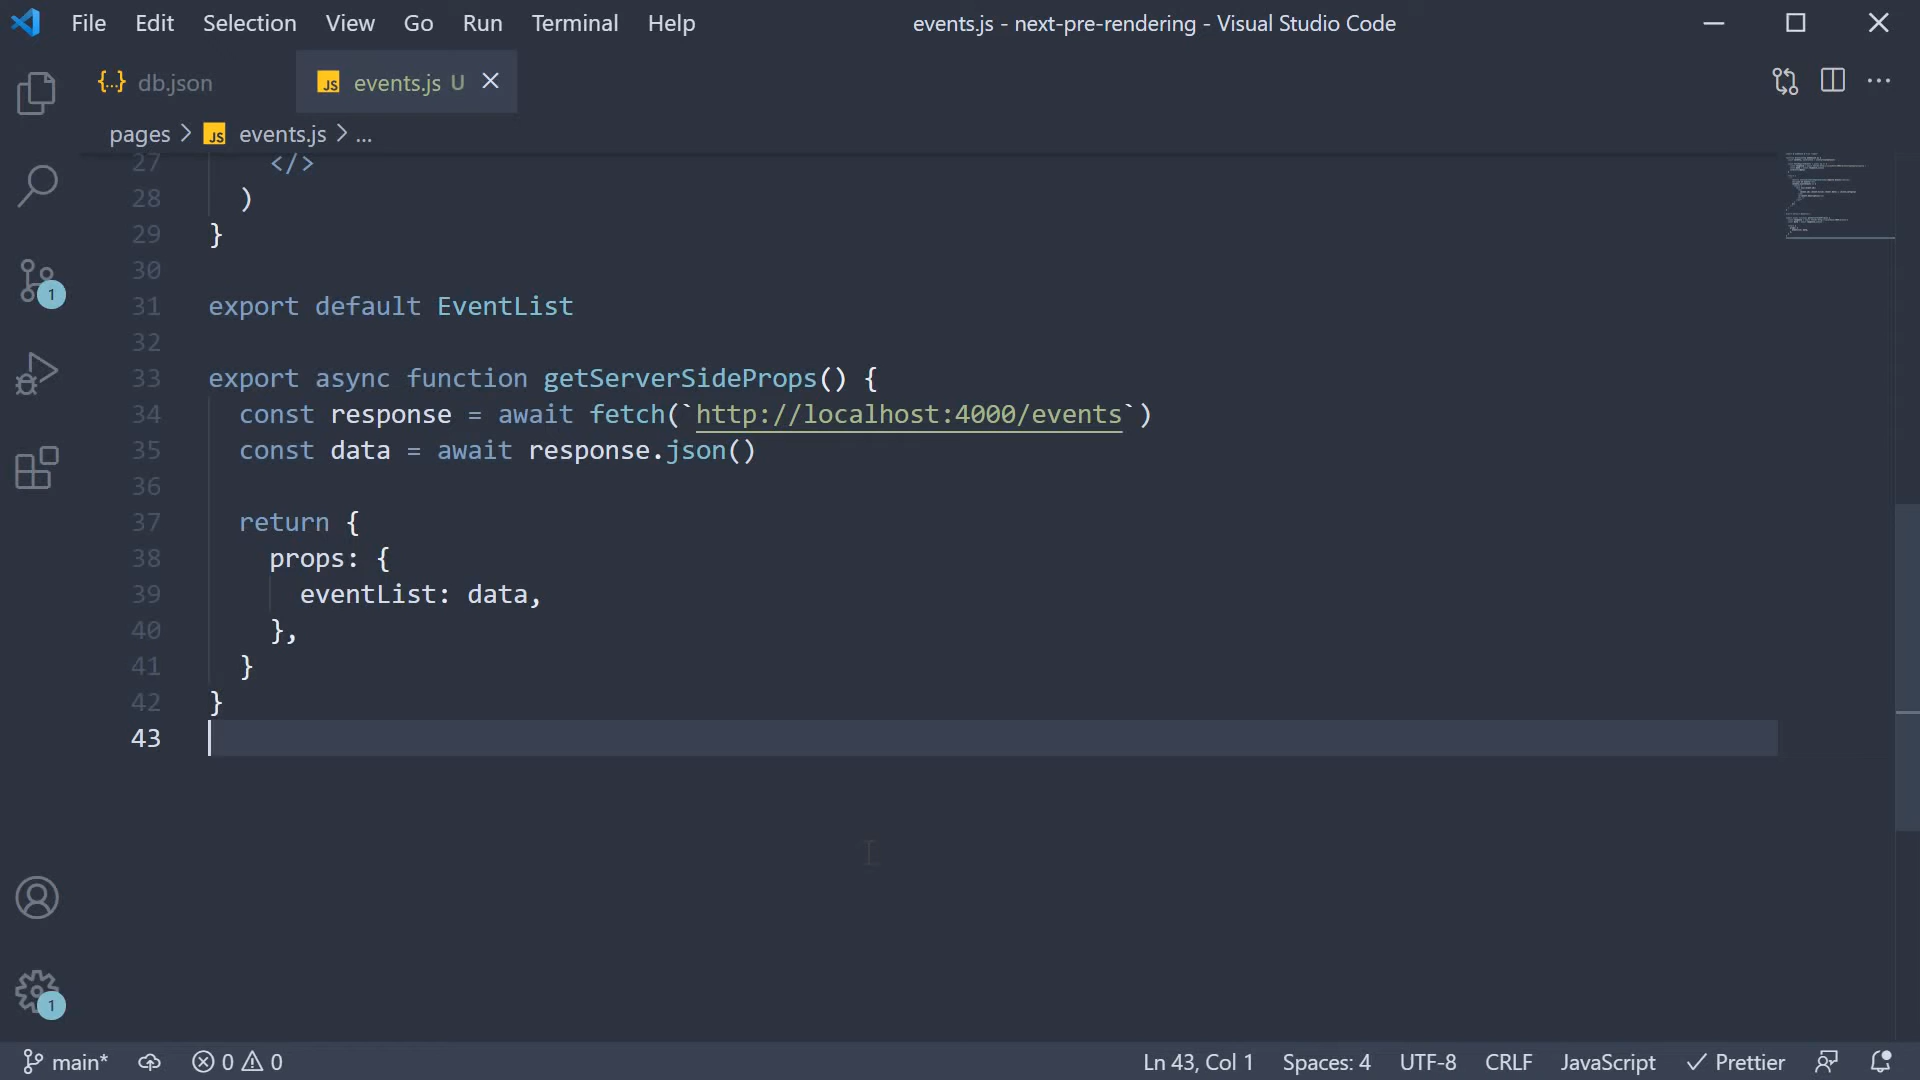 File Edit Selection View Go Run Terminal Help events.js - next-pre-rendering - Visual Studio Code
{...} db.json JS events.js U
pages > JS events.js > ...
27 </>
28 )
29 }
30
31 export default EventList
32
33 export async function getServerSideProps() {
34 const response = await fetch(`http://localhost:4000/events`)
35 const data = await response.json()
36
37 return {
38 props: {
39 eventList: data,
40 },
41 }
42 }
43
1
1
main* 0 0 Ln 43, Col 1 Spaces: 4 UTF-8 CRLF JavaScript Prettier